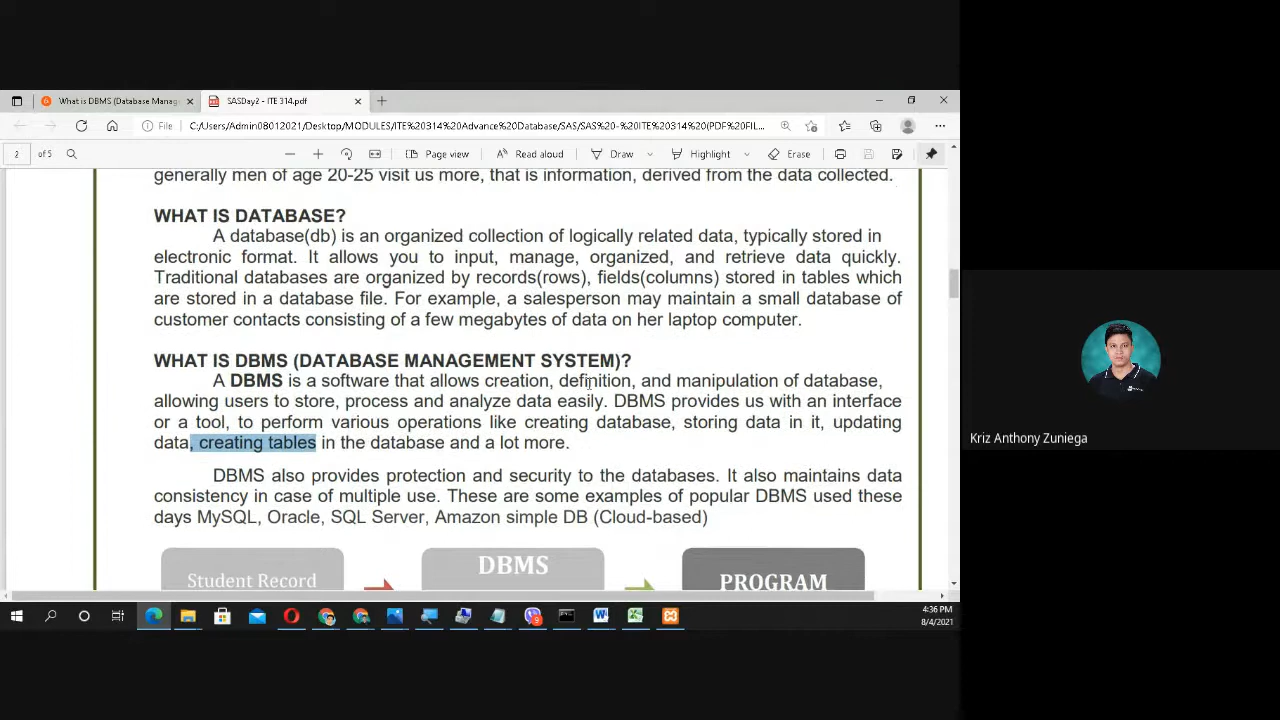 What is DBMS (Database Manag
SASDay2 - ITE 314.pdf
File
C:/Users/Admin08012021/Desktop/MODULES/ITE%20314%20Advance%20Database/SAS/SAS%20-%20ITE%20314%20(PDF%20FIL...
2 of 5
Page view
Read aloud
Draw
Highlight
Erase
generally men of age 20-25 visit us more, that is information, derived from the data collected.
WHAT IS DATABASE?
A database(db) is an organized collection of logically related data, typically stored in
electronic format. It allows you to input, manage, organized, and retrieve data quickly.
Traditional databases are organized by records(rows), fields(columns) stored in tables which
are stored in a database file. For example, a salesperson may maintain a small database of
customer contacts consisting of a few megabytes of data on her laptop computer.
WHAT IS DBMS (DATABASE MANAGEMENT SYSTEM)?
A DBMS is a software that allows creation, definition, and manipulation of database,
allowing users to store, process and analyze data easily. DBMS provides us with an interface
or a tool, to perform various operations like creating database, storing data in it, updating
data, creating tables in the database and a lot more.
DBMS also provides protection and security to the databases. It also maintains data
consistency in case of multiple use. These are some examples of popular DBMS used these
days MySQL, Oracle, SQL Server, Amazon simple DB (Cloud-based)
Student Record
DBMS
PROGRAM
9
4:36 PM
8/4/2021
Kriz Anthony Zuniega